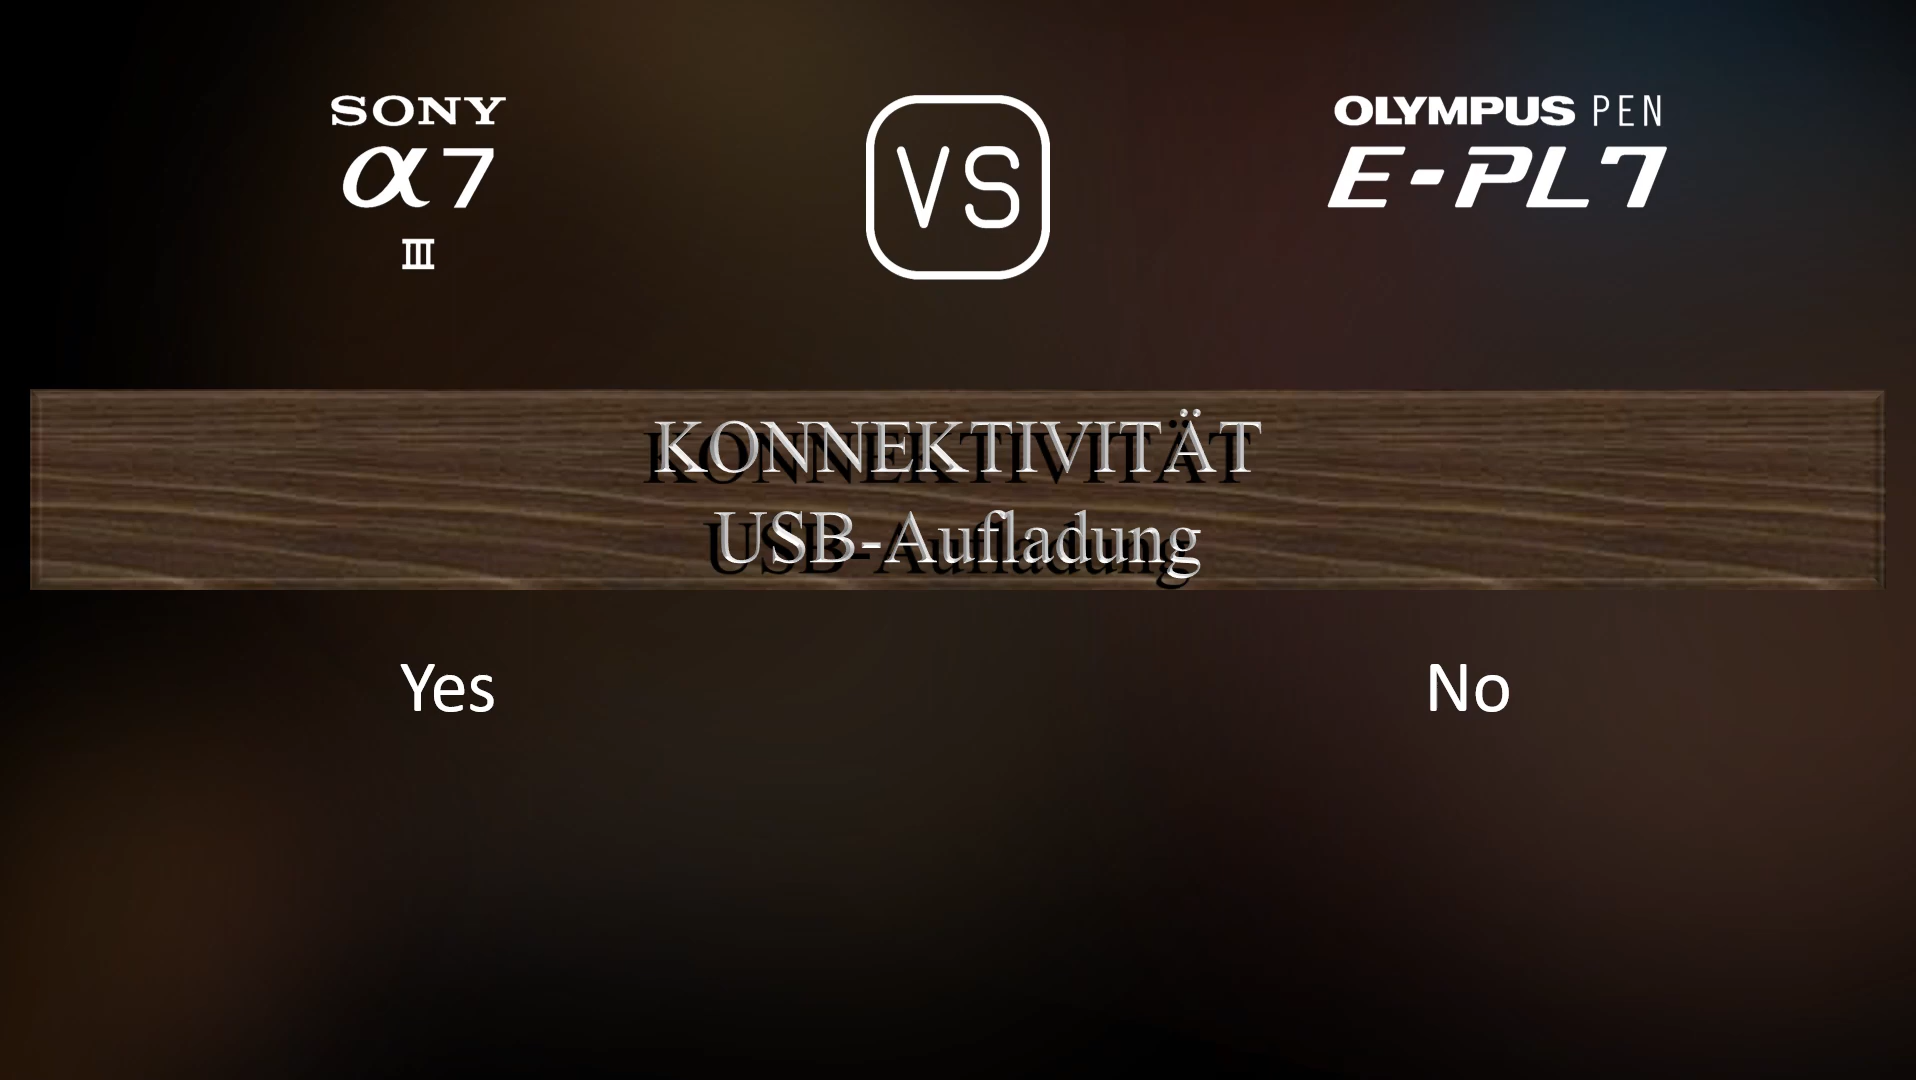 SONY
α7
III
VS
OLYMPUS PEN
E-PL7
KONNEKTIVITÄT
USB-Aufladung
Yes
No